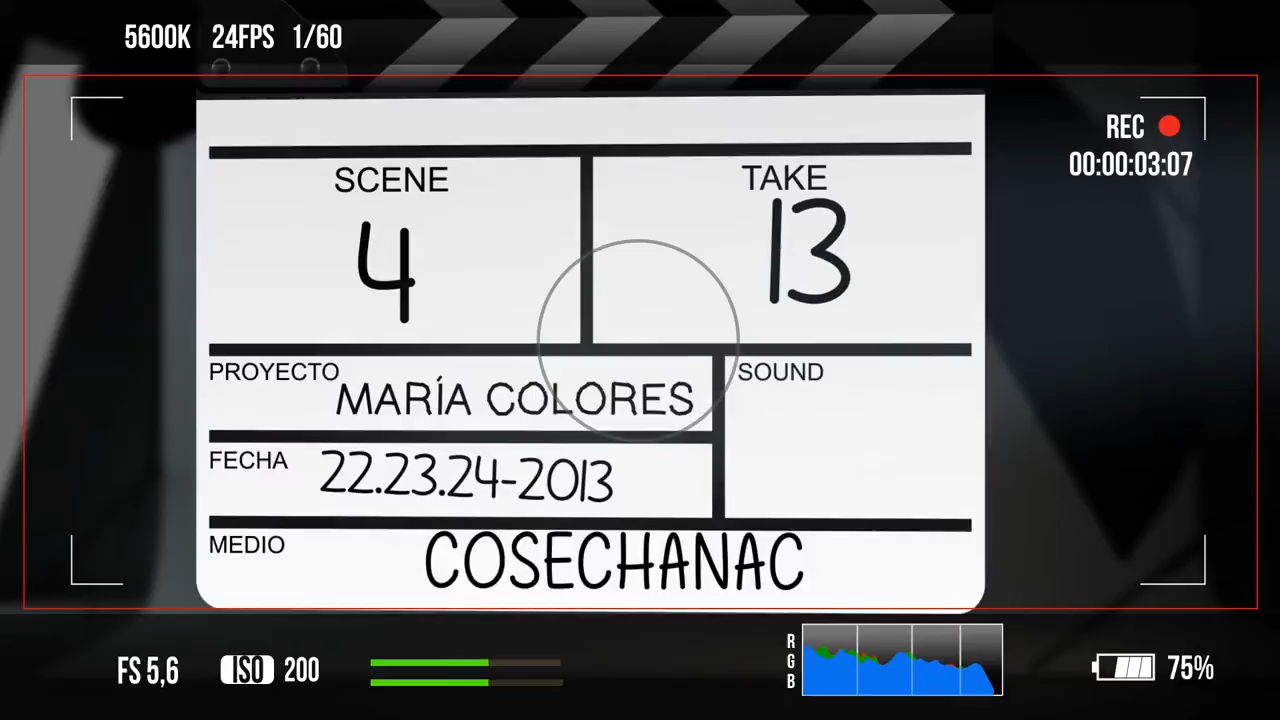 5600K 24FPS 1/60
REC
00:00:03:07
SCENE
4
TAKE
13
PROYECTO
MARÍA COLORES
SOUND
FECHA
22.23.24-2013
MEDIO
COSECHANAC
FS 5,6
ISO 200
R
G
B
75%